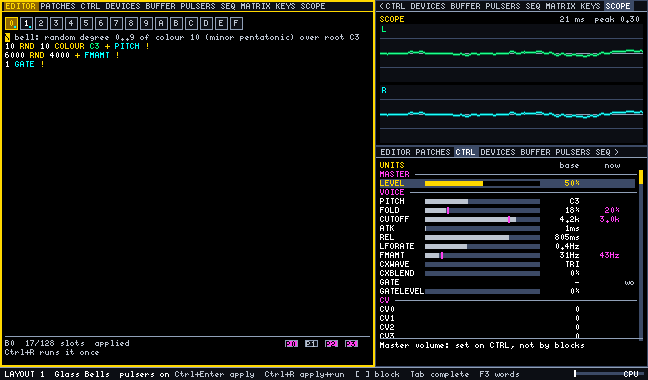 EDITOR PATCHES CTRL DEVICES BUFFER PULSERS SEQ MATRIX KEYS SCOPE
0 1 2 3 4 5 6 7 8 9 A B C D E F
\ bell: random degree 0..9 of colour 10 (minor pentatonic) over root C3
10 RND 10 COLOUR C3 + PITCH !
6000 RND 4000 + FMAMT !
1 GATE !
B0 17/128 slots applied P0 P1 P2 P3
Ctrl+R runs it once
< CTRL DEVICES BUFFER PULSERS SEQ MATRIX KEYS SCOPE
SCOPE 21 ms peak 0.30
L
R
EDITOR PATCHES CTRL DEVICES BUFFER PULSERS SEQ >
UNITS base now
MASTER
LEVEL 50%
VOICE
PITCH C3
FOLD 18% 20%
CUTOFF 4.2k 3.0k
ATK 1ms
REL 805ms
LFORATE 0.4Hz
FMAMT 31Hz 43Hz
CXWAVE TRI
CXBLEND 0%
GATE - wo
GATELEVEL 0%
CV
CV0 0
CV1 0
CV2 0
CV3 0
Master volume: set on CTRL, not by blocks
LAYOUT 1 Glass Bells pulsers on Ctrl+Enter apply Ctrl+R apply+run [ ] block Tab complete F3 words CPU